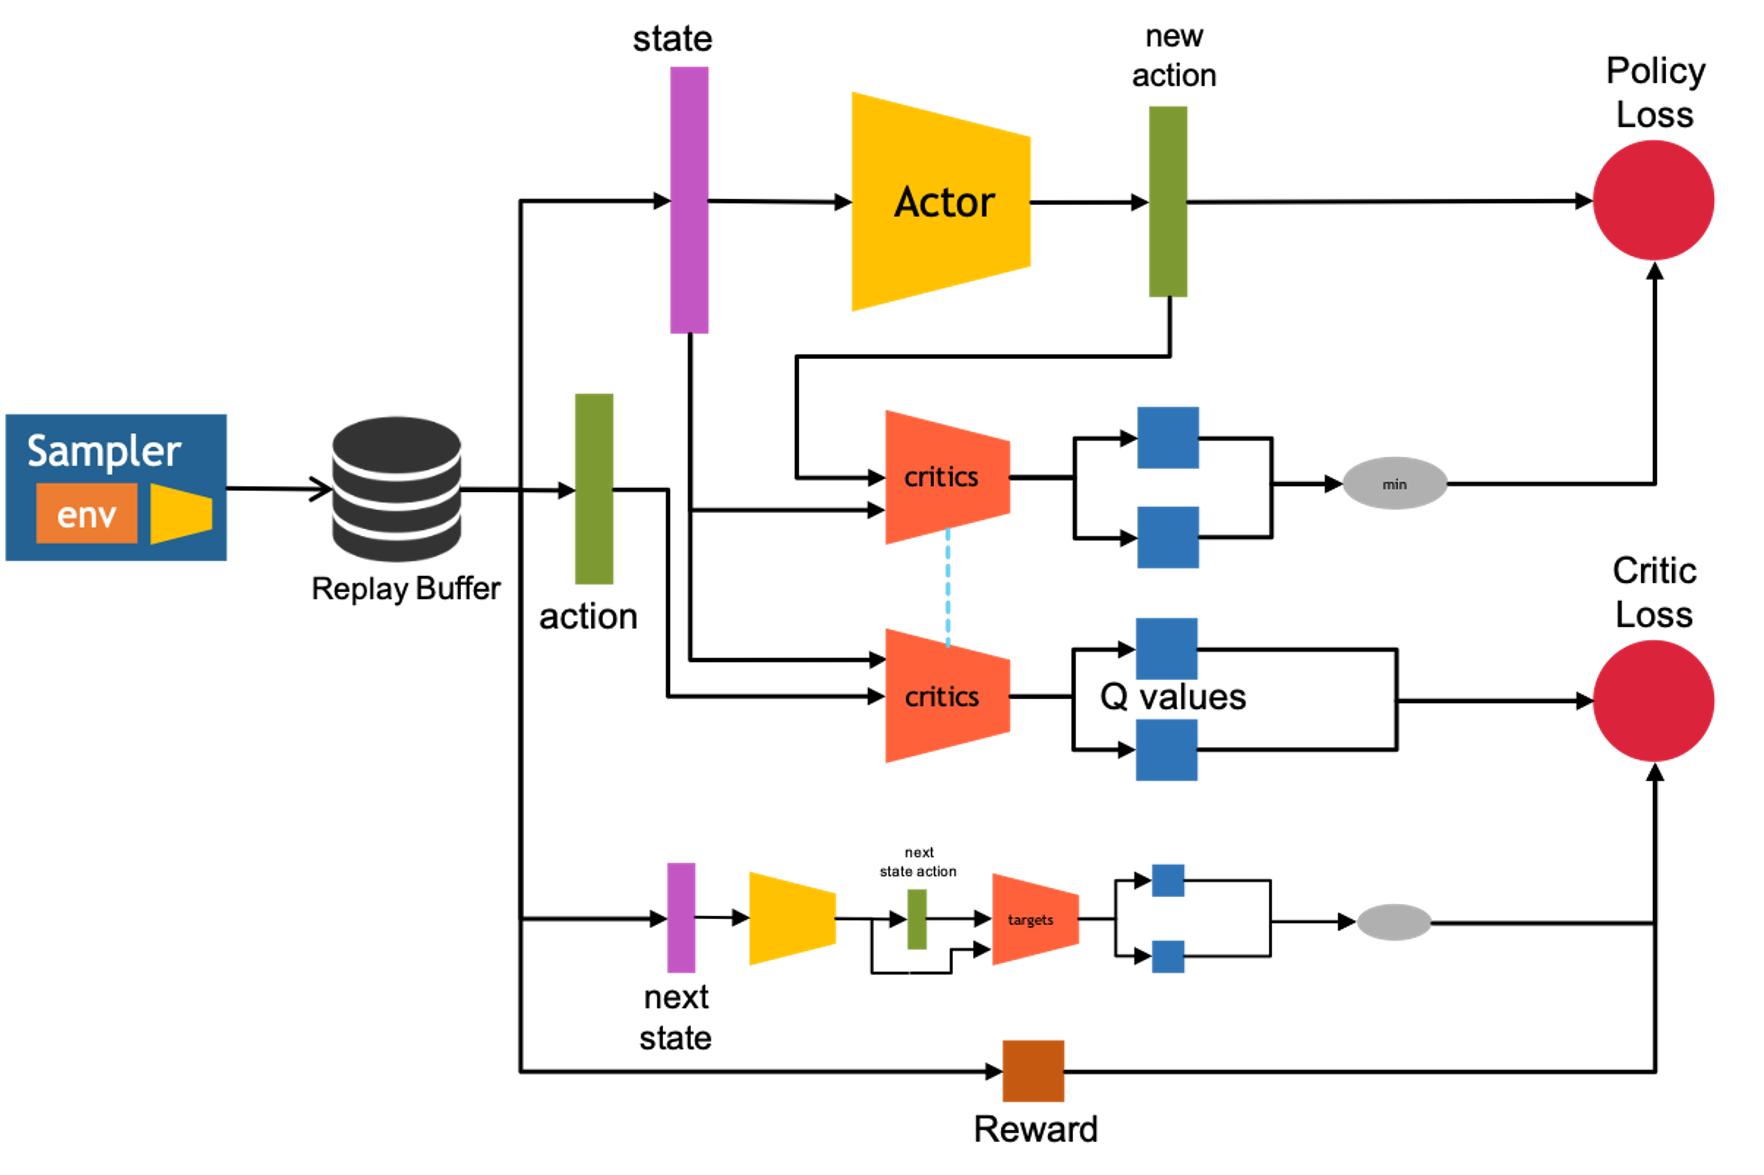 state
new
action
Policy
Loss
Actor
Sampler
env
Replay Buffer
action
critics
min
Critic
Loss
critics
Q values
next
state action
targets
next
state
Reward